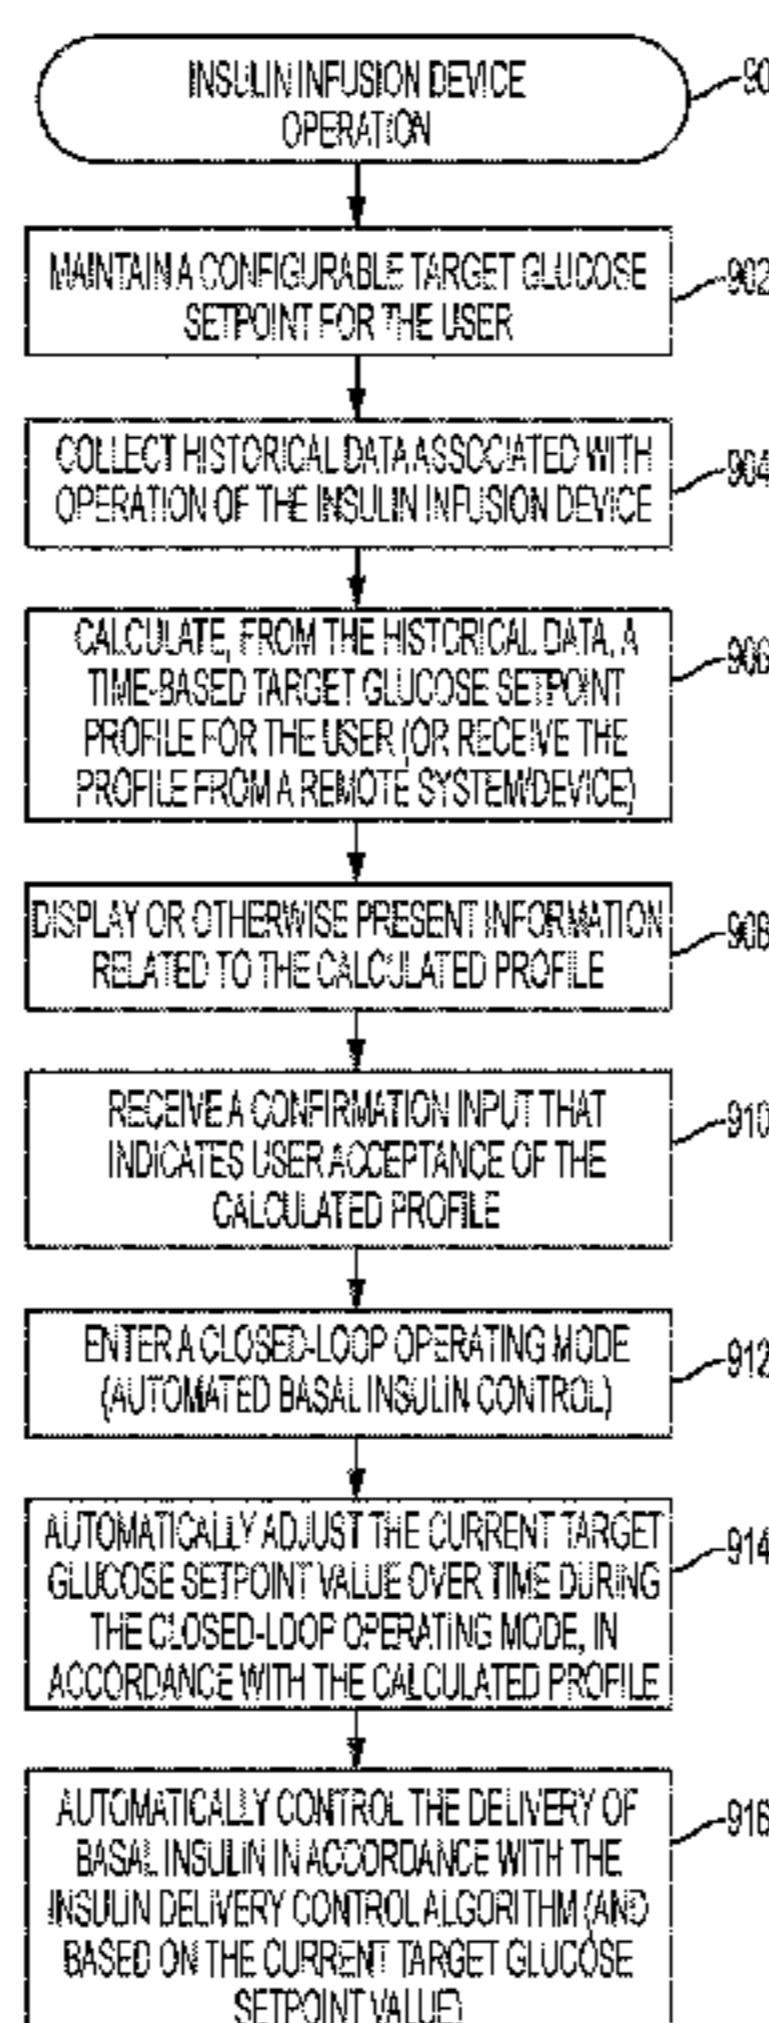 INSULIN INFUSION DEVICE
OPERATION
90
MAINTAIN A CONFIGURABLE TARGET GLUCOSE
SETPOINT FOR THE USER
902
COLLECT HISTORICAL DATA ASSOCIATED WITH
OPERATION OF THE INSULIN INFUSION DEVICE
904
CALCULATE, FROM THE HISTORICAL DATA, A
TIME-BASED TARGET GLUCOSE SETPOINT
PROFILE FOR THE USER (OR RECEIVE THE
PROFILE FROM A REMOTE SYSTEM/DEVICE)
906
DISPLAY OR OTHERWISE PRESENT INFORMATION
RELATED TO THE CALCULATED PROFILE
908
RECEIVE A CONFIRMATION INPUT THAT
INDICATES USER ACCEPTANCE OF THE
CALCULATED PROFILE
910
ENTER A CLOSED-LOOP OPERATING MODE
(AUTOMATED BASAL INSULIN CONTROL)
912
AUTOMATICALLY ADJUST THE CURRENT TARGET
GLUCOSE SETPOINT VALUE OVER TIME DURING
THE CLOSED-LOOP OPERATING MODE, IN
ACCORDANCE WITH THE CALCULATED PROFILE
914
AUTOMATICALLY CONTROL THE DELIVERY OF
BASAL INSULIN IN ACCORDANCE WITH THE
INSULIN DELIVERY CONTROL ALGORITHM (AND
BASED ON THE CURRENT TARGET GLUCOSE
SETPOINT VALUE)
916